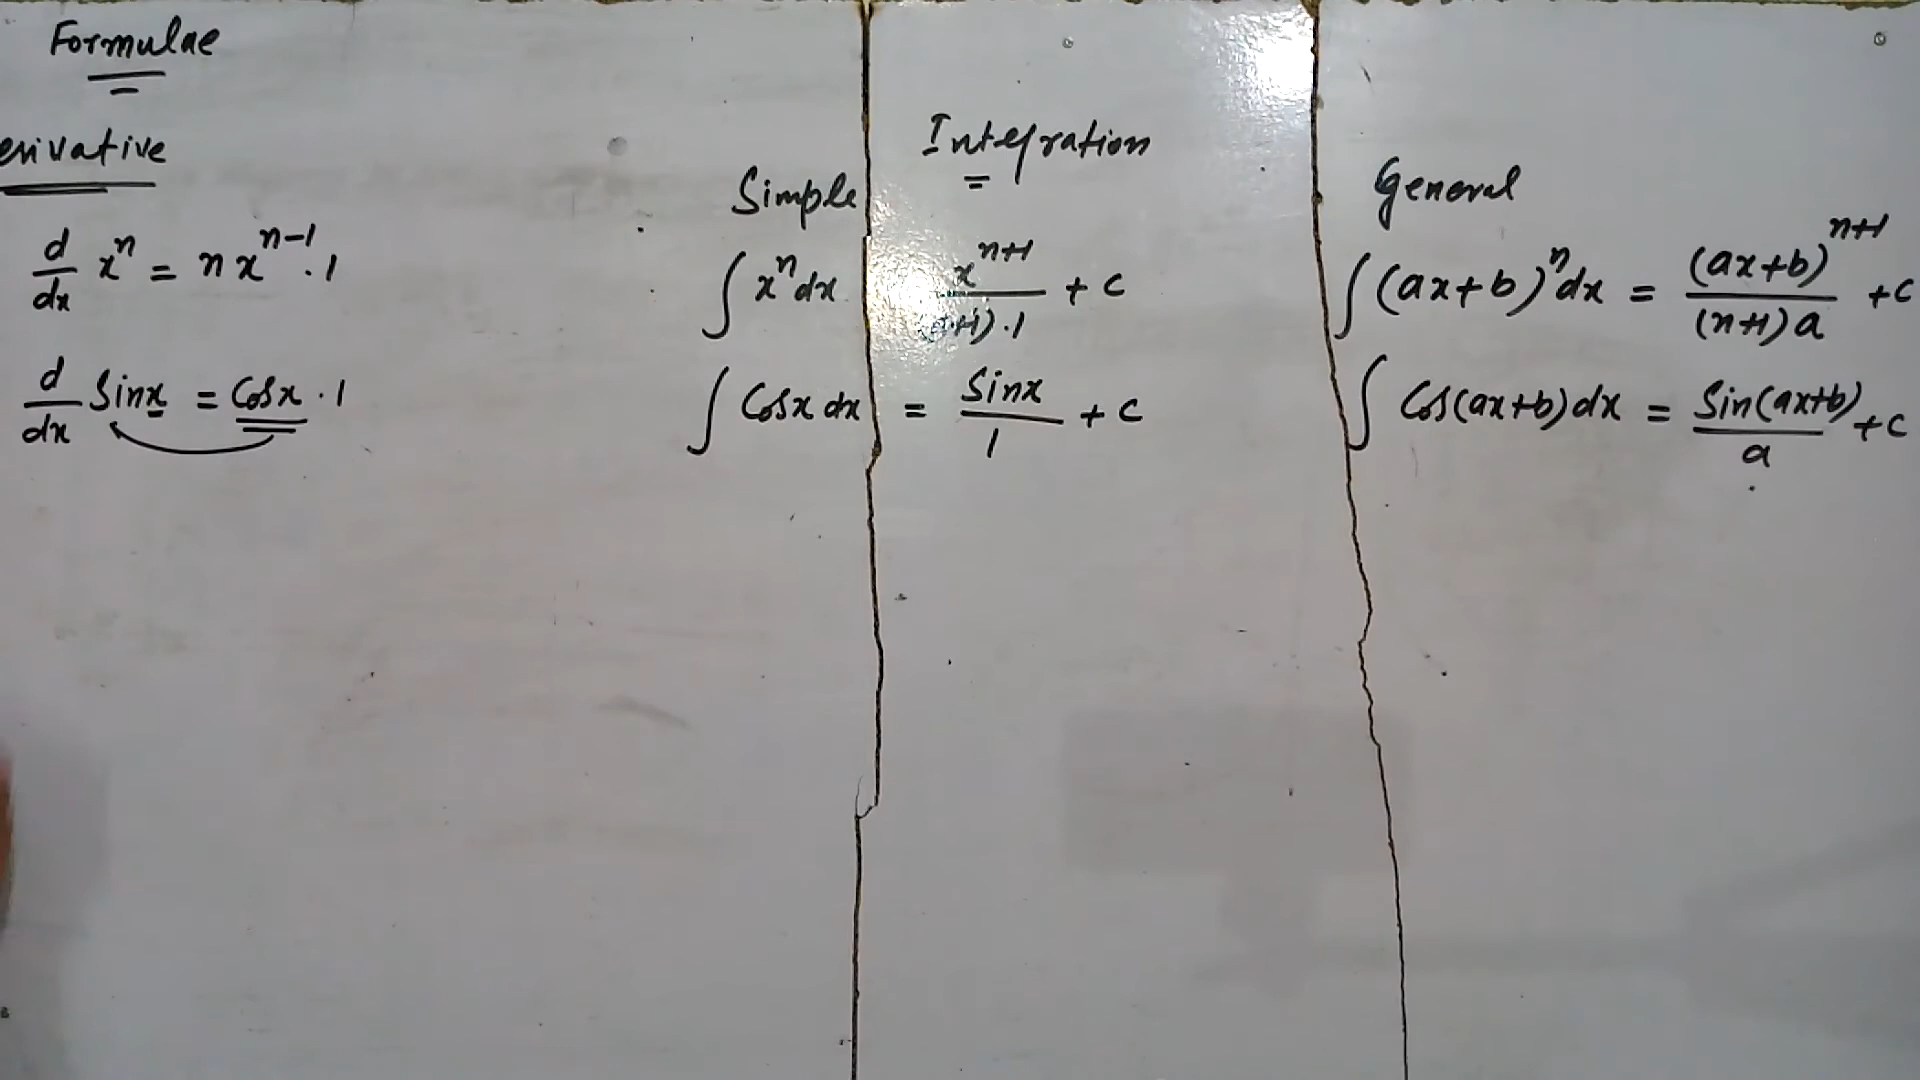 Formulae
erivative
Integration
Simple
General
d/dx x^n = n x^(n-1) . 1
∫ x^n dx x^(n+1)/(n+1).1 + c
∫ (ax+b)^n dx = (ax+b)^(n+1)/(n+1)a + c
d/dx Sinx = Cosx . 1
∫ Cosx dx = Sinx/1 + c
∫ Cos(ax+b)dx = Sin(ax+b)/a + c